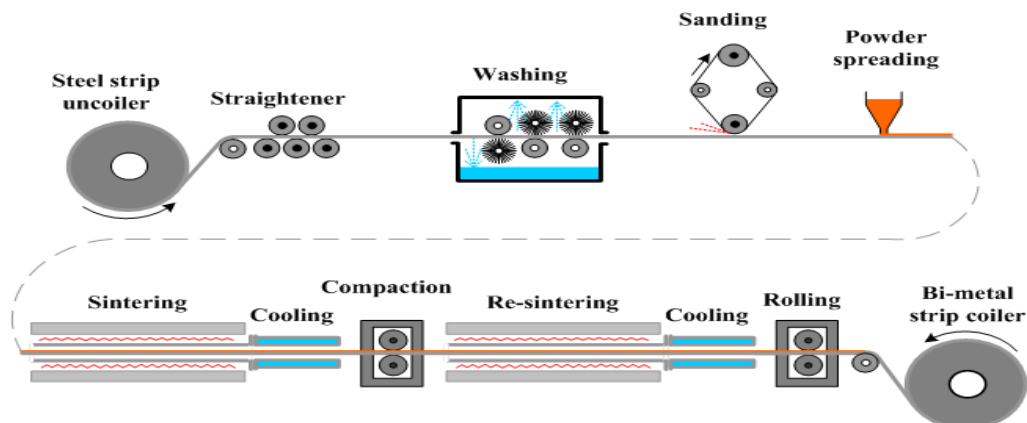 Sanding
Powder
spreading
Steel strip
uncoiler
Washing
Straightener
Sintering
Cooling
Compaction
Re-sintering
Cooling
Rolling
Bi-metal
strip coiler